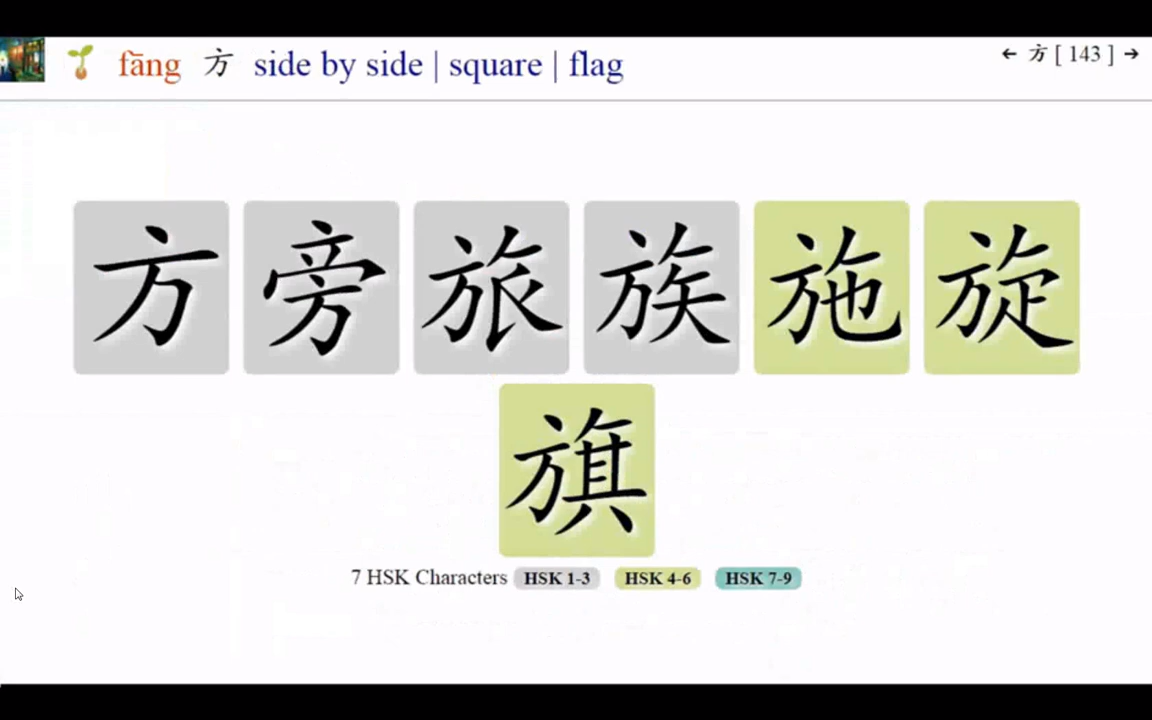 fāng 方 side by side | square | flag
← 方 [ 143 ] →
方 旁 旅 族 施 旋
旗
7 HSK Characters HSK 1-3 HSK 4-6 HSK 7-9